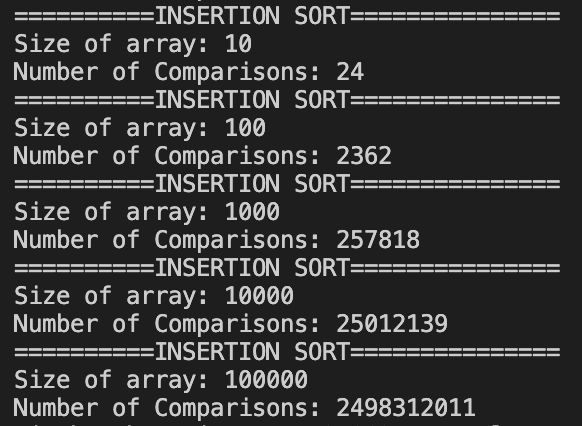 ==========INSERTION SORT===============
Size of array: 10
Number of Comparisons: 24
==========INSERTION SORT===============
Size of array: 100
Number of Comparisons: 2362
==========INSERTION SORT===============
Size of array: 1000
Number of Comparisons: 257818
==========INSERTION SORT===============
Size of array: 10000
Number of Comparisons: 25012139
==========INSERTION SORT===============
Size of array: 100000
Number of Comparisons: 2498312011